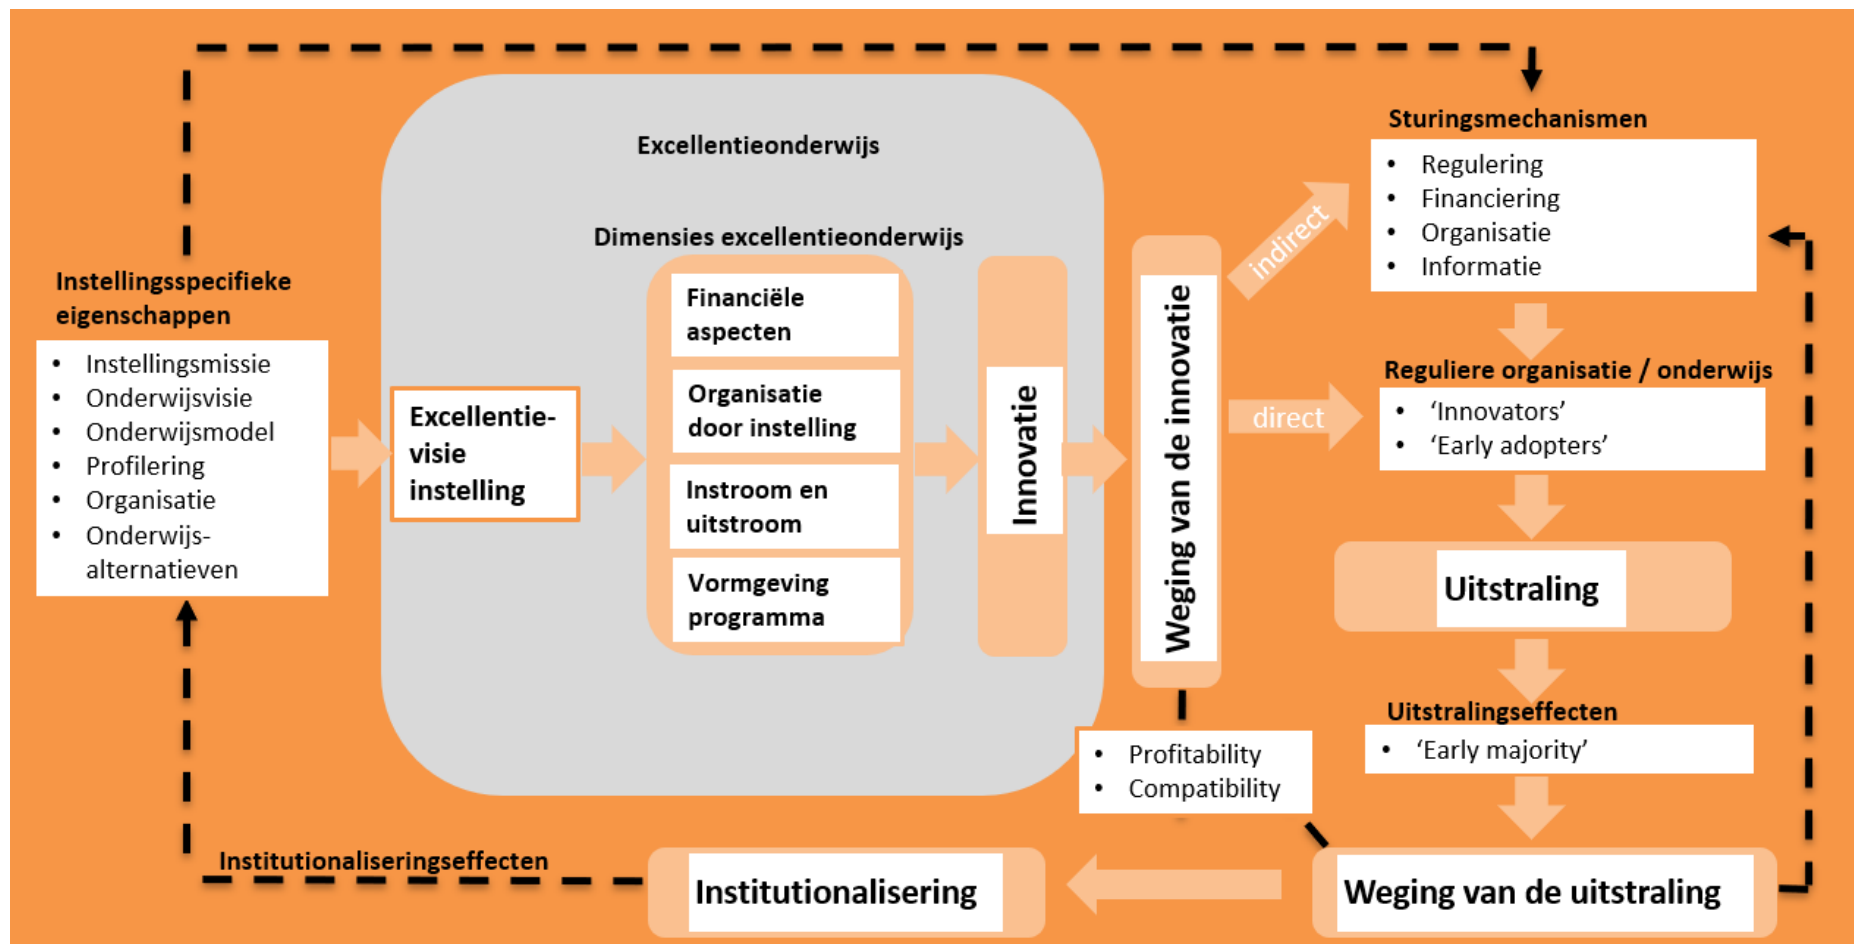 Instellingsspecifieke
eigenschappen
• Instellingsmissie
• Onderwijsvisie
• Onderwijsmodel
• Profilering
• Organisatie
• Onderwijs-
alternatieven
Excellentieonderwijs
Excellentie-
visie
instelling
Dimensies excellentieonderwijs
Financiële
aspecten
Organisatie
door instelling
Instroom en
uitstroom
Vormgeving
programma
Innovatie
Weging van de innovatie
• Profitability
• Compatibility
indirect
direct
Sturingsmechanismen
• Regulering
• Financiering
• Organisatie
• Informatie
Reguliere organisatie / onderwijs
• ‘Innovators’
• ‘Early adopters’
Uitstraling
Uitstralingseffecten
• ‘Early majority’
Weging van de uitstraling
Institutionalisering
Institutionaliseringseffecten